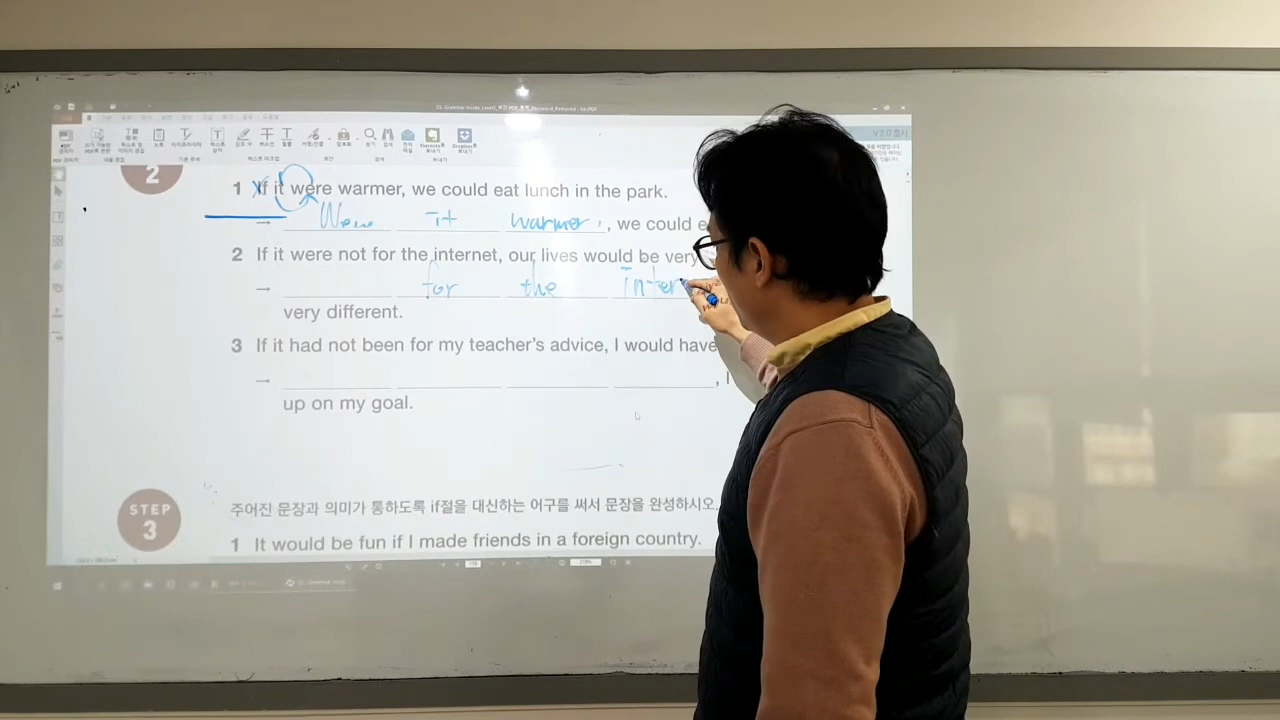 V 2.0 출시
2
1 If it were warmer, we could eat lunch in the park.
→ Were it warmer, , we could e
2 If it were not for the internet, our lives would be very
→ for the Inter
very different.
3 If it had not been for my teacher's advice, I would have
→ , I
up on my goal.
STEP 3
주어진 문장과 의미가 통하도록 if절을 대신하는 어구를 써서 문장을 완성하시오.
1 It would be fun if I made friends in a foreign country.